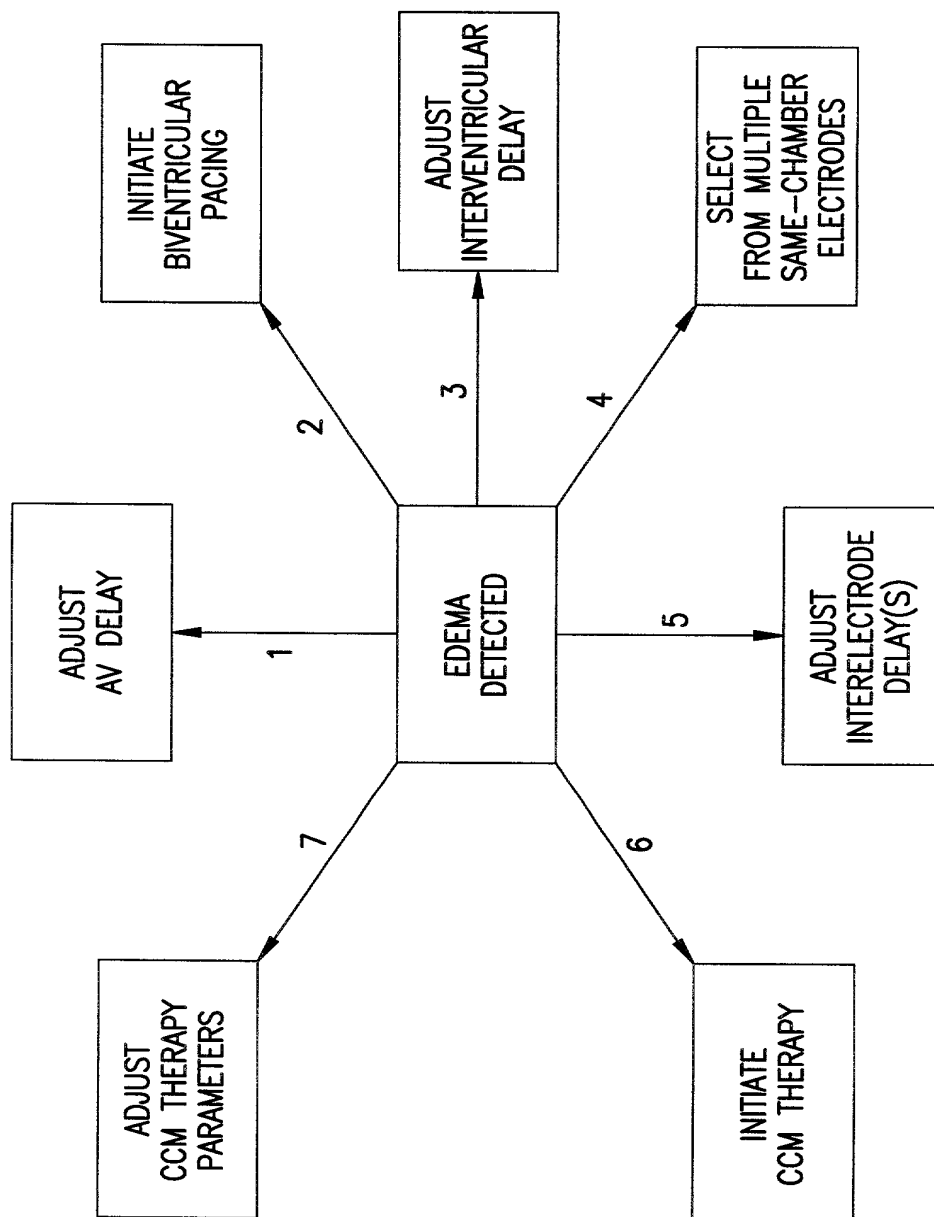 ADJUST
AV DELAY
1
INITIATE
BIVENTRICULAR
PACING
2
ADJUST
INTERVENTRICULAR
DELAY
3
SELECT
FROM MULTIPLE
SAME-CHAMBER
ELECTRODES
4
ADJUST
INTERELECTRODE
DELAY(S)
5
INITIATE
CCM THERAPY
6
ADJUST
CCM THERAPY
PARAMETERS
7
EDEMA
DETECTED